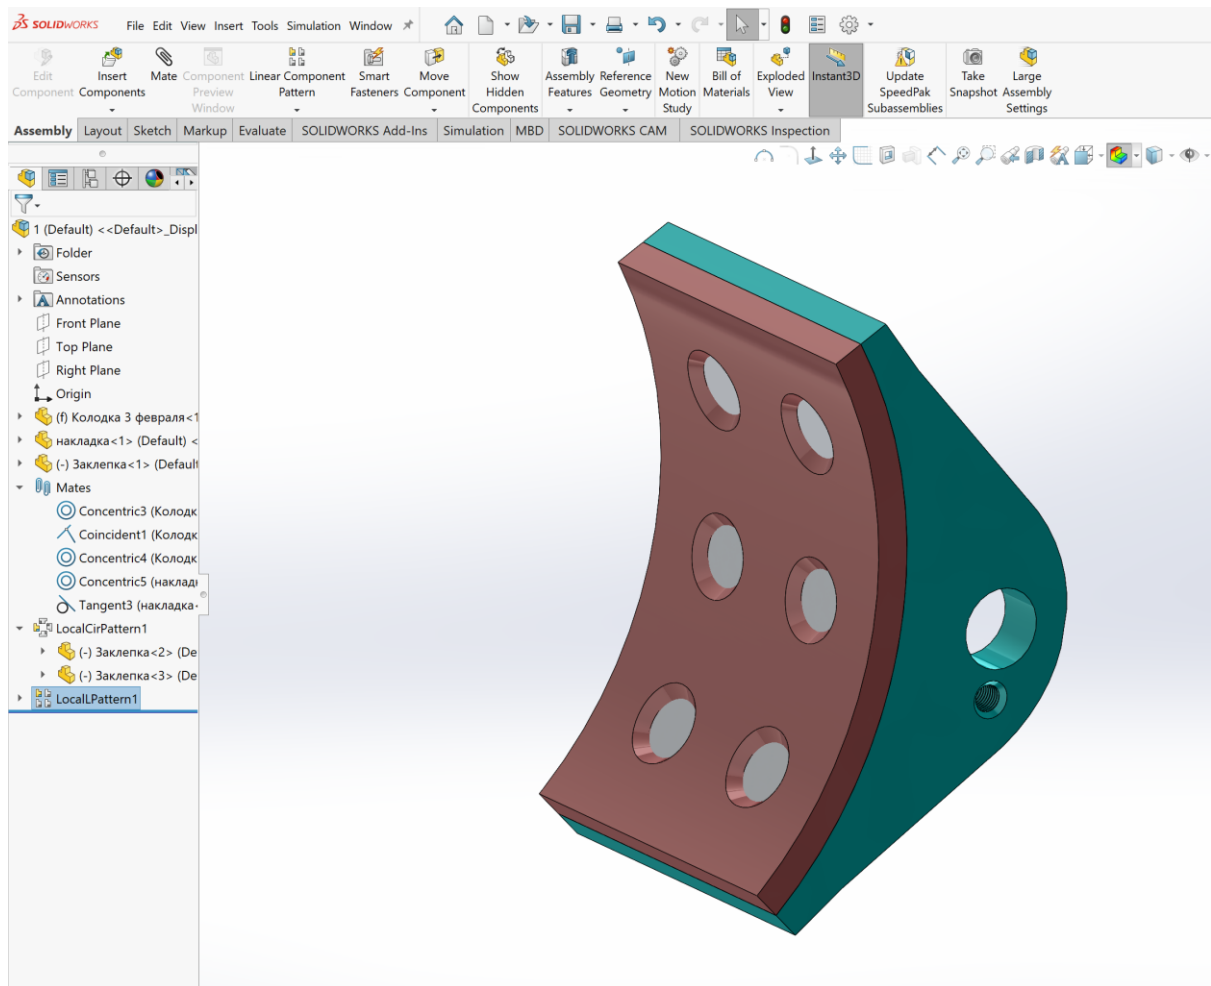 SOLIDWORKS File Edit View Insert Tools Simulation Window
Edit Component
Insert Components
Mate
Component Preview Window
Linear Component Pattern
Smart Fasteners
Move Component
Show Hidden Components
Assembly Features
Reference Geometry
New Motion Study
Bill of Materials
Exploded View
Instant3D
Update SpeedPak Subassemblies
Take Snapshot
Large Assembly Settings
Assembly Layout Sketch Markup Evaluate SOLIDWORKS Add-Ins Simulation MBD SOLIDWORKS CAM SOLIDWORKS Inspection
1 (Default) <<Default>_Displ
Folder
Sensors
Annotations
Front Plane
Top Plane
Right Plane
Origin
(f) Колодка 3 февраля<1
накладка<1> (Default) <
(-) Заклепка<1> (Default
Mates
Concentric3 (Колодк
Coincident1 (Колодк
Concentric4 (Колодк
Concentric5 (наклад
Tangent3 (накладка
LocalCirPattern1
(-) Заклепка<2> (De
(-) Заклепка<3> (De
LocalLPattern1